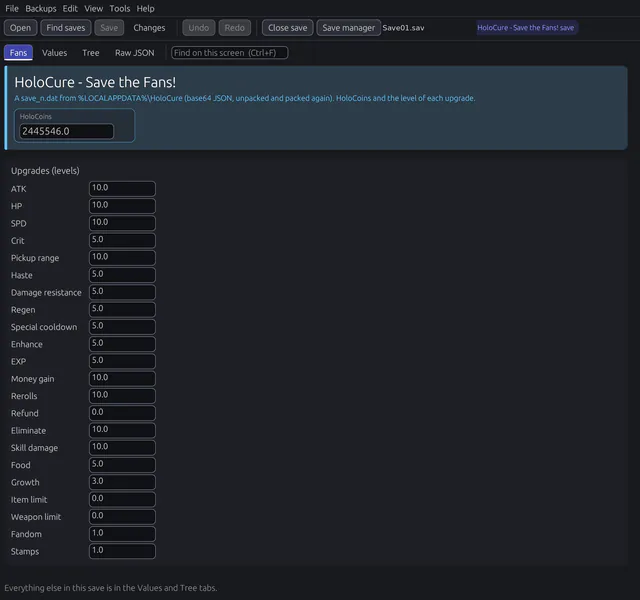 File Backups Edit View Tools Help
Open Find saves Save Changes Undo Redo Close save Save manager Save01.sav HoloCure - Save the Fans! save
Fans Values Tree Raw JSON Find on this screen (Ctrl+F)
HoloCure - Save the Fans!
A save_n.dat from %LOCALAPPDATA%\HoloCure (base64 JSON, unpacked and packed again). HoloCoins and the level of each upgrade.
HoloCoins
2445546.0
Upgrades (levels)
ATK 10.0
HP 10.0
SPD 10.0
Crit 5.0
Pickup range 10.0
Haste 5.0
Damage resistance 5.0
Regen 5.0
Special cooldown 5.0
Enhance 5.0
EXP 5.0
Money gain 10.0
Rerolls 10.0
Refund 0.0
Eliminate 10.0
Skill damage 10.0
Food 5.0
Growth 3.0
Item limit 0.0
Weapon limit 0.0
Fandom 1.0
Stamps 1.0
Everything else in this save is in the Values and Tree tabs.